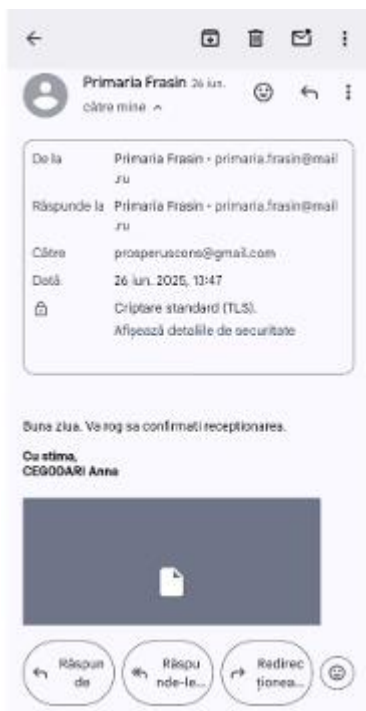 Primaria Frasin 26 iun.
către mine
De la Primaria Frasin • primaria.frasin@mail
.ru
Răspunde la Primaria Frasin • primaria.frasin@mail
.ru
Către prosperuscons@gmail.com
Dată 26 iun. 2025, 13:47
Criptare standard (TLS).
Afișează detaliile de securitate
Buna ziua. Va rog sa confirmati receptionarea.
Cu stima,
CEGODARI Anna
Răspun
de
Răspu
nde-le...
Redirec
ționea...